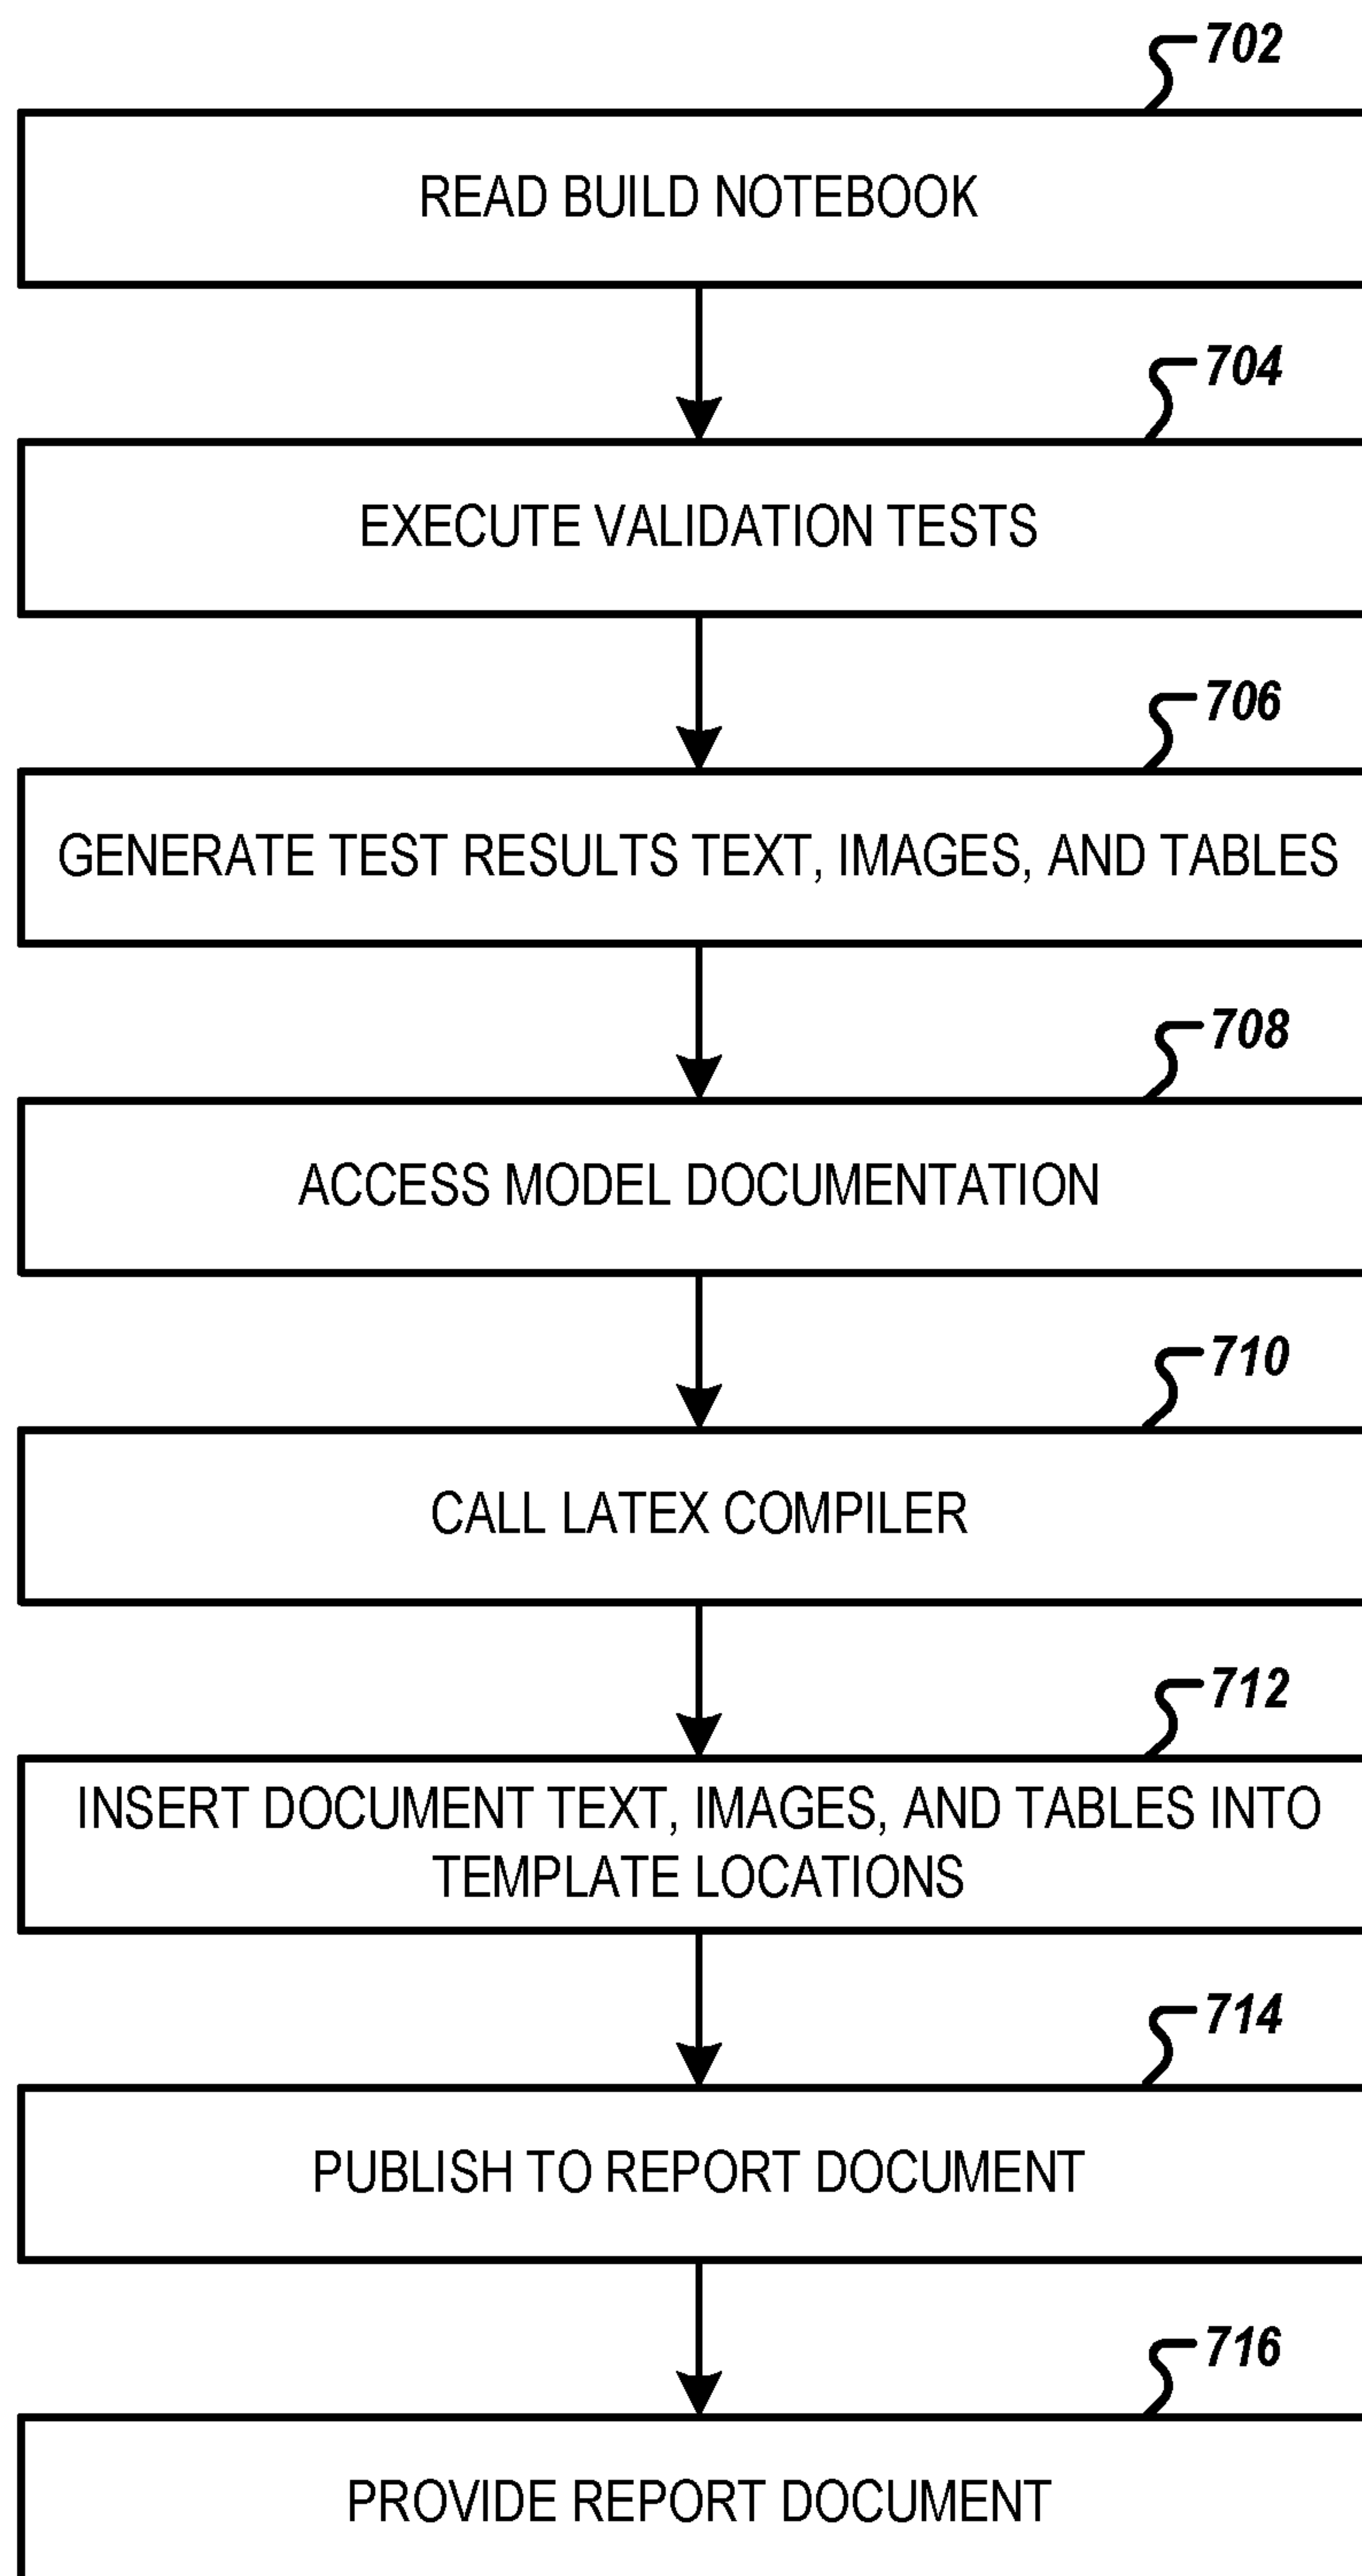 702
READ BUILD NOTEBOOK
704
EXECUTE VALIDATION TESTS
706
GENERATE TEST RESULTS TEXT, IMAGES, AND TABLES
708
ACCESS MODEL DOCUMENTATION
710
CALL LATEX COMPILER
712
INSERT DOCUMENT TEXT, IMAGES, AND TABLES INTO
TEMPLATE LOCATIONS
714
PUBLISH TO REPORT DOCUMENT
716
PROVIDE REPORT DOCUMENT